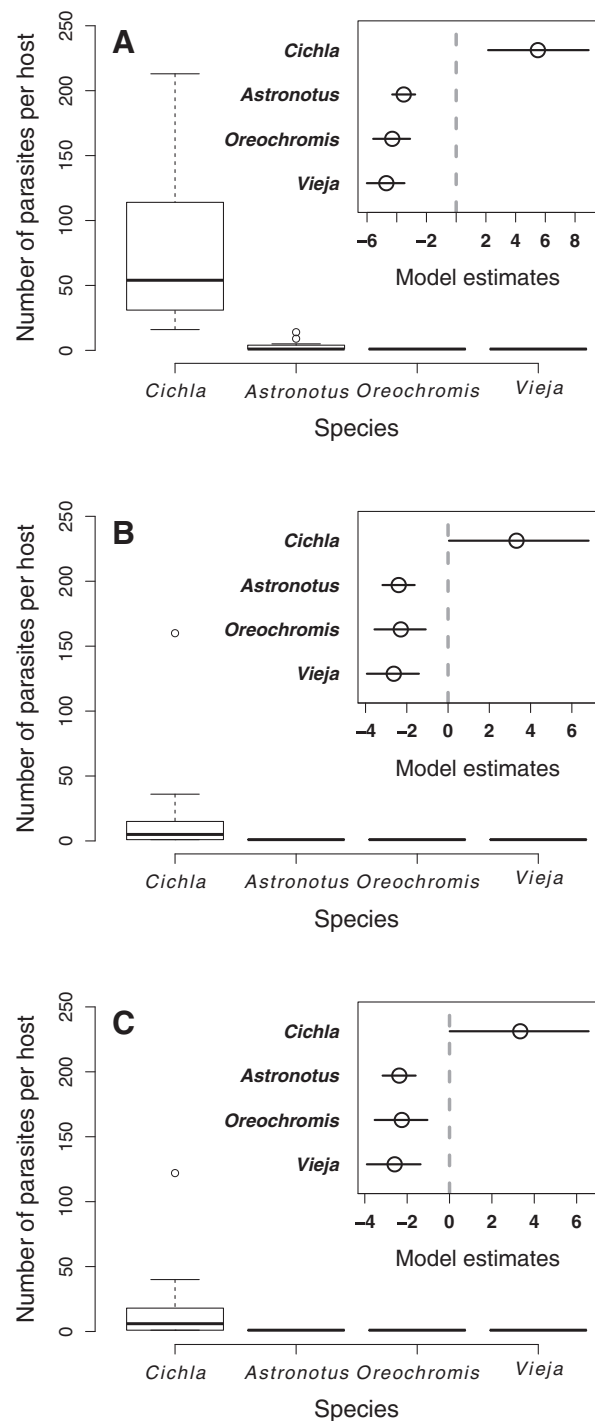 A
Number of parasites per host
250
200
150
100
50
0
Cichla
Astronotus
Oreochromis
Vieja
−6 −2 2 4 6 8
Model estimates
Cichla Astronotus Oreochromis Vieja
Species
B
Number of parasites per host
250
200
150
100
50
0
Cichla
Astronotus
Oreochromis
Vieja
−4 −2 0 2 4 6
Model estimates
Cichla Astronotus Oreochromis Vieja
Species
C
Number of parasites per host
250
200
150
100
50
0
Cichla
Astronotus
Oreochromis
Vieja
−4 −2 0 2 4 6
Model estimates
Cichla Astronotus Oreochromis Vieja
Species